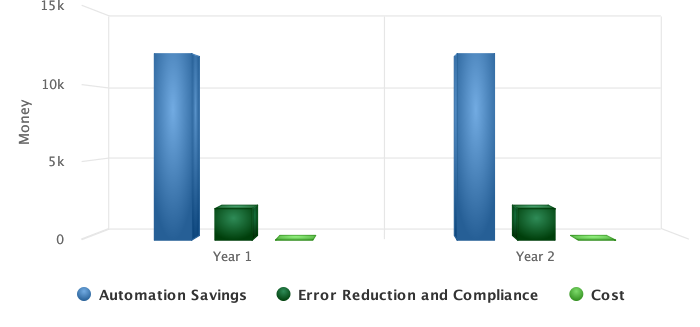 15k
10k
5k
0
Money
Year 1
Year 2
Automation Savings
Error Reduction and Compliance
Cost